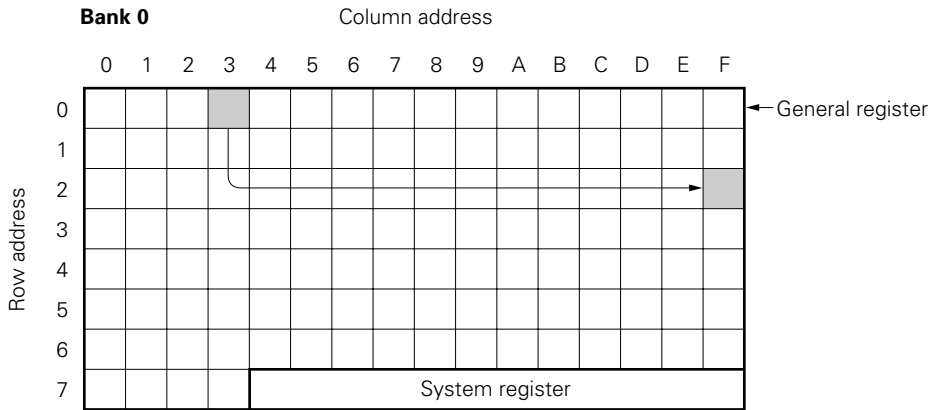 Bank 0 Column address
0 1 2 3 4 5 6 7 8 9 A B C D E F
0 General register
1
2
3
4
5
6
7 System register
Row address